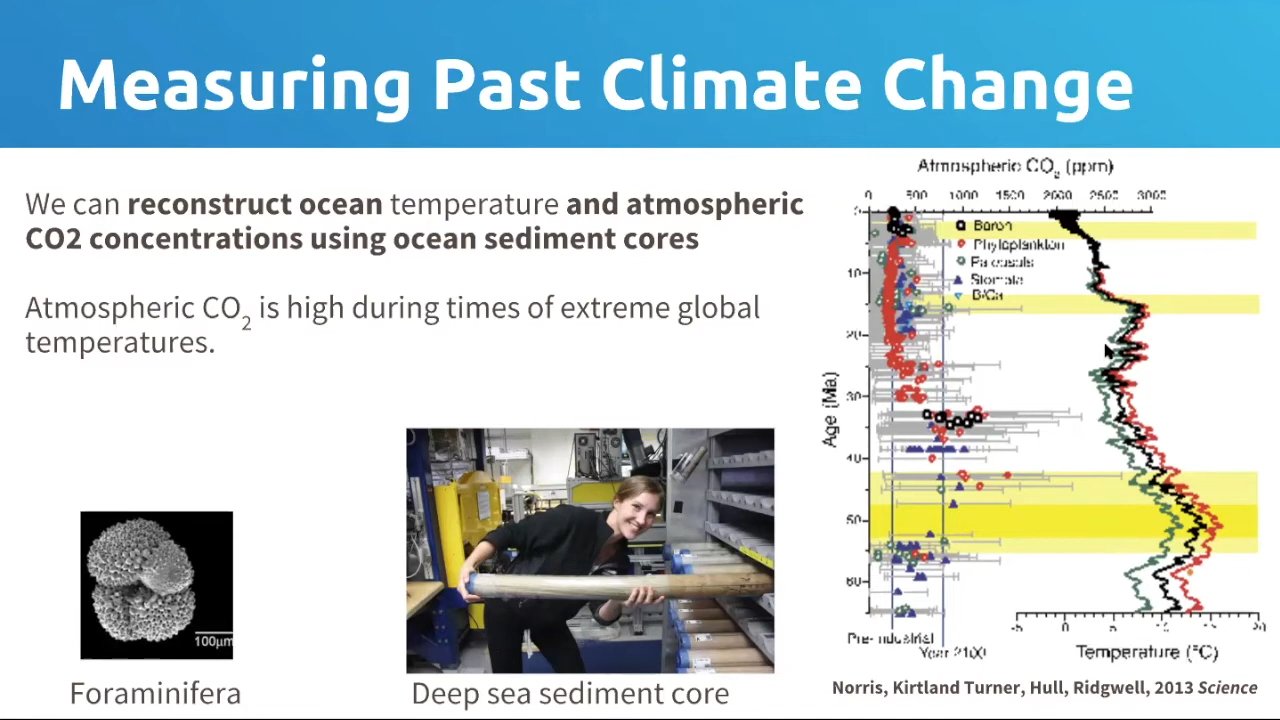 Measuring Past Climate Change
We can reconstruct ocean temperature and atmospheric
CO2 concentrations using ocean sediment cores
Atmospheric CO2 is high during times of extreme global
temperatures.
100µm
Foraminifera
Deep sea sediment core
Atmospheric CO2 (ppm)
0 500 1000 1500 2000 2500 3000
Boron
Phytoplankton
Paleosols
Stomata
B/Ca
Age (Ma)
10
20
30
40
50
60
Pre-industrial
Year 2100
-5 0 5 10 15 20
Temperature (°C)
Norris, Kirtland Turner, Hull, Ridgwell, 2013 Science